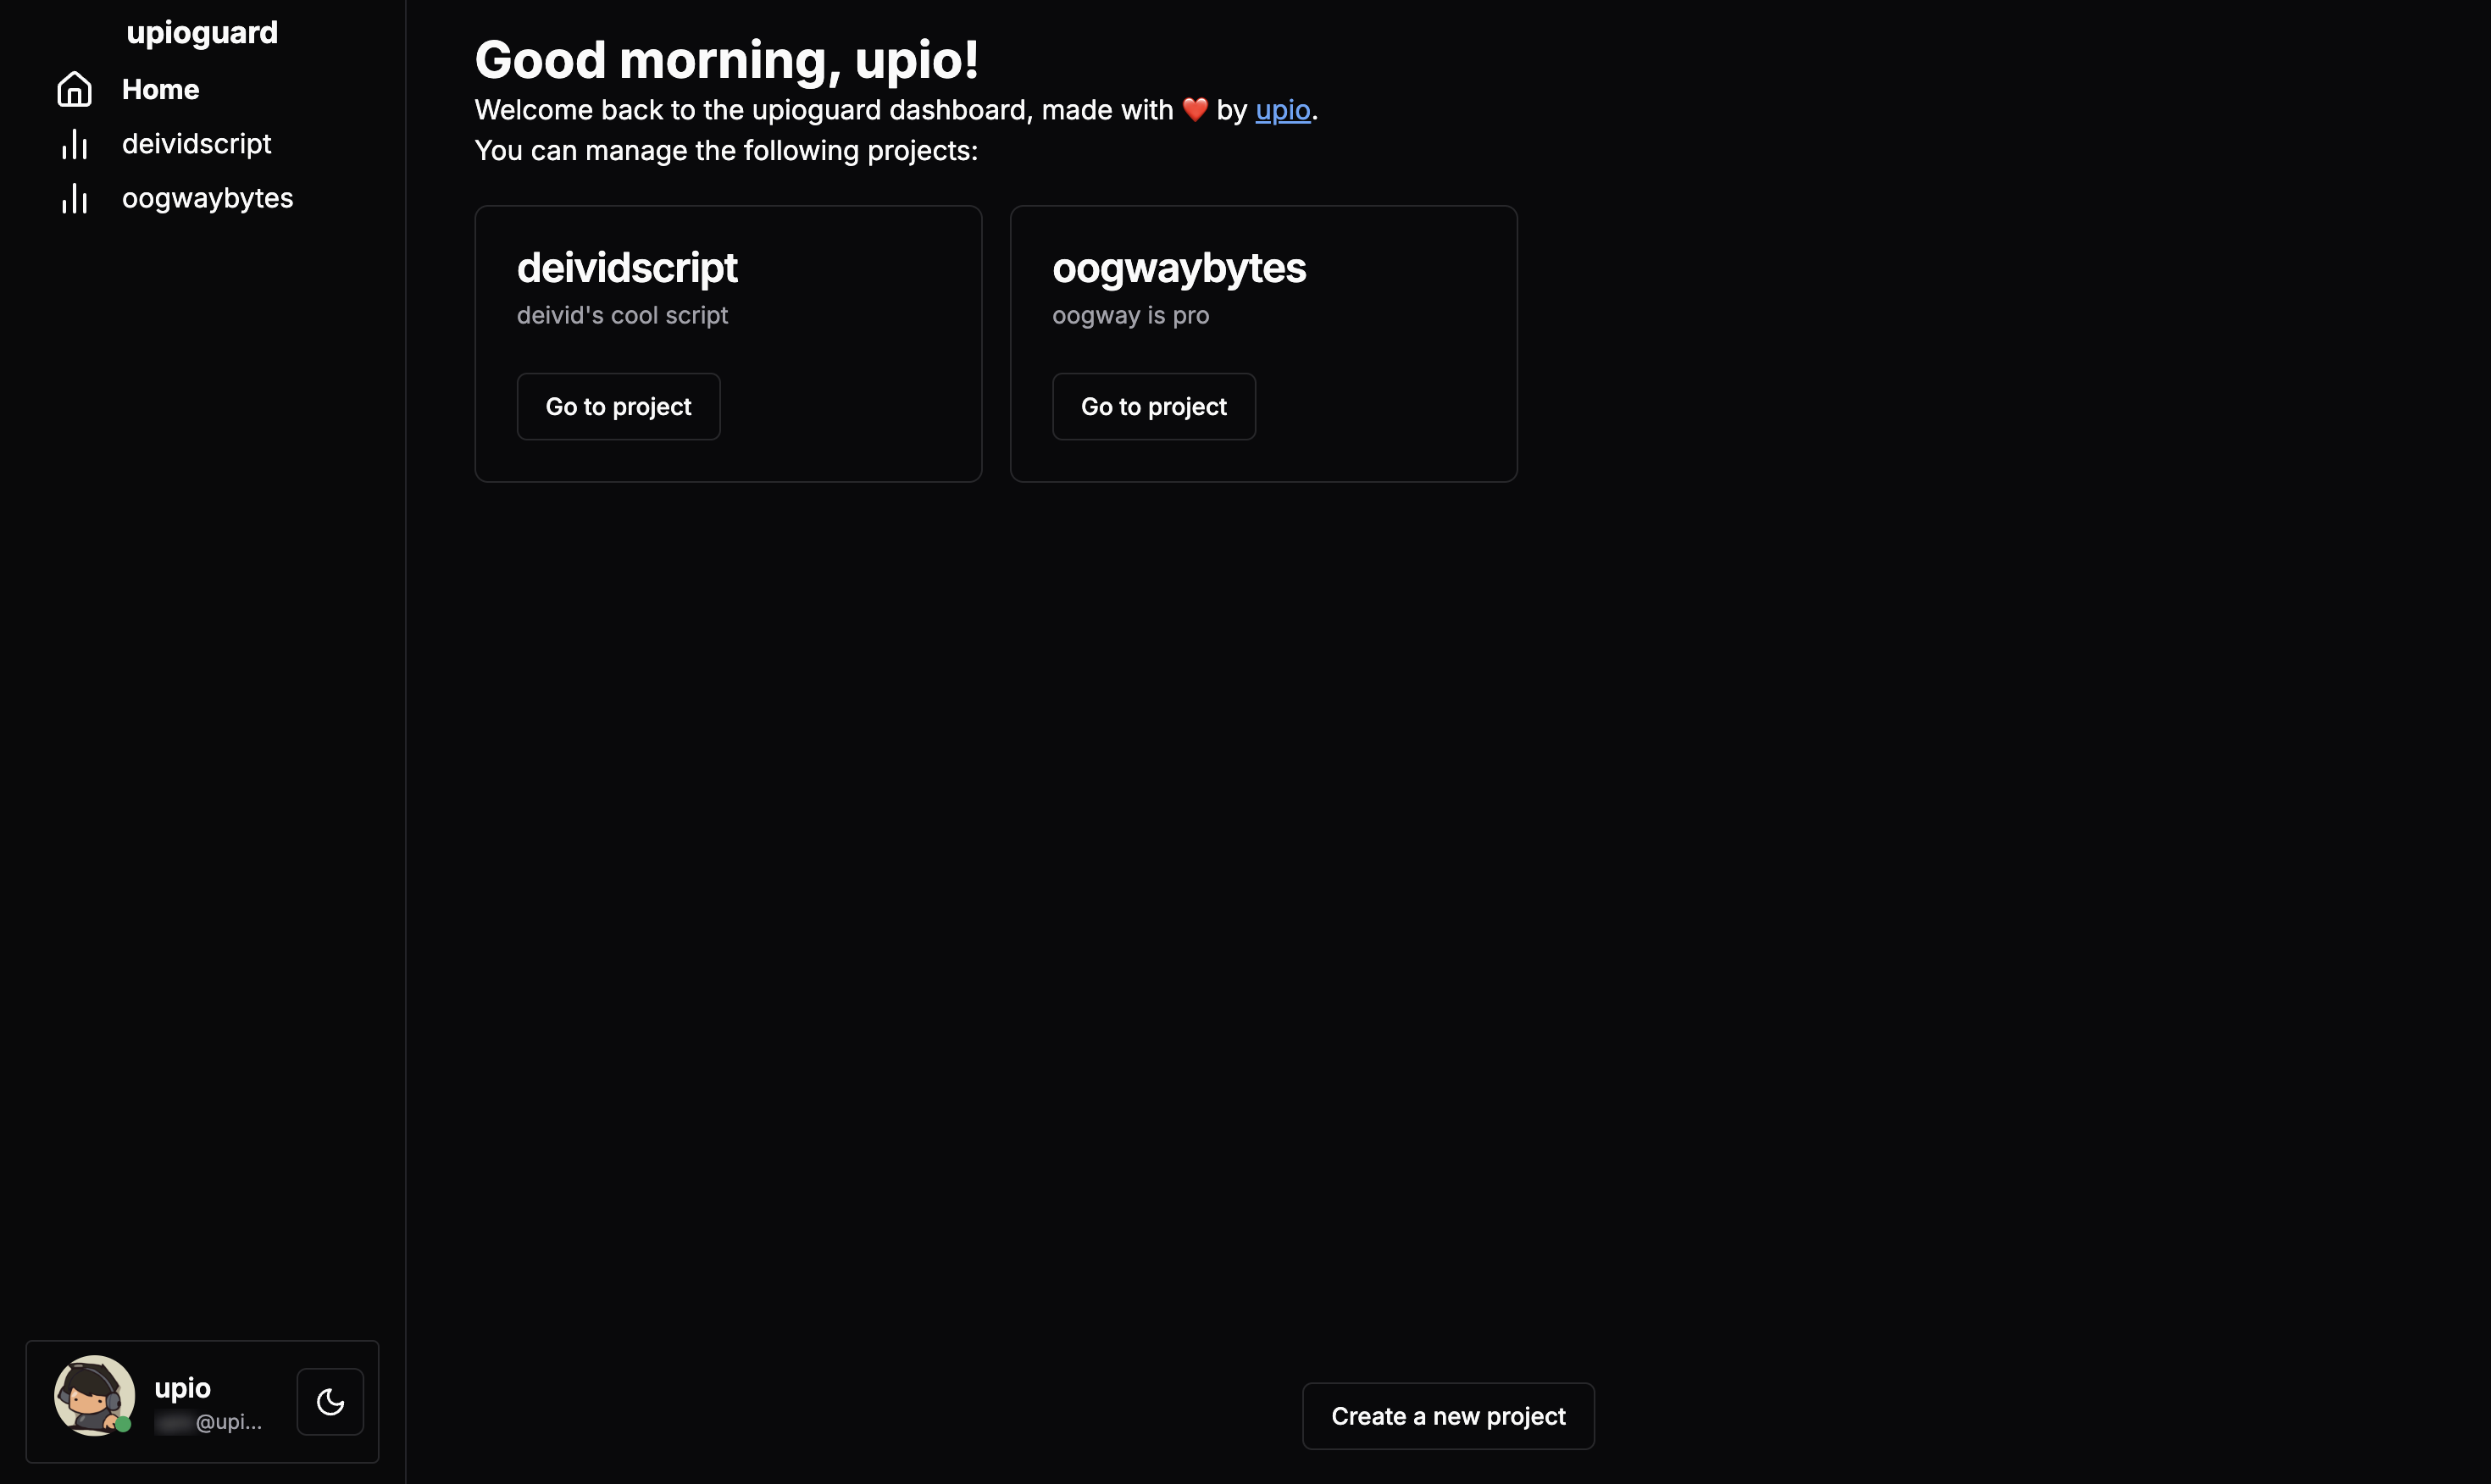 upioguard
Home
deividscript
oogwaybytes
Good morning, upio!
Welcome back to the upioguard dashboard, made with ❤️ by upio.
You can manage the following projects:
deividscript
deivid's cool script
Go to project
oogwaybytes
oogway is pro
Go to project
upio
@upi...
Create a new project